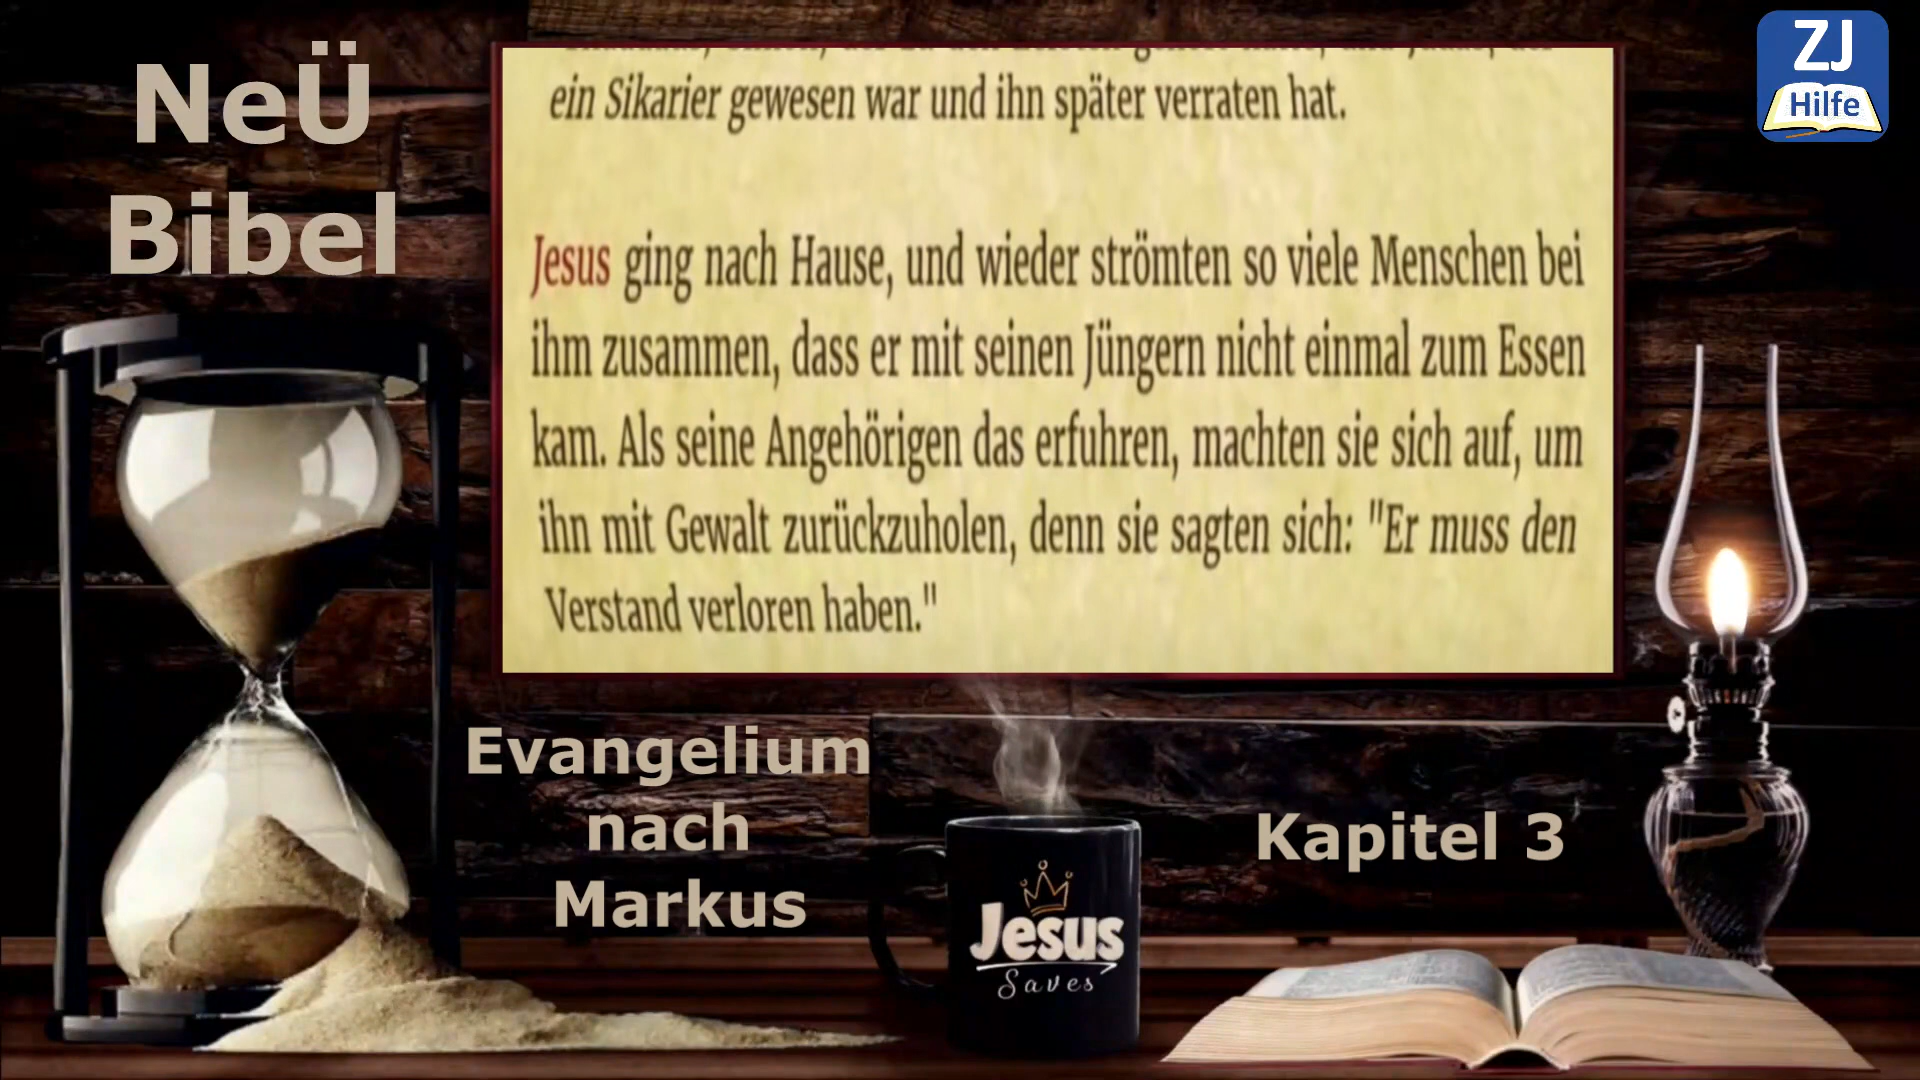 NeÜ
Bibel
ein Sikarier gewesen war und ihn später verraten hat.
Jesus ging nach Hause, und wieder strömten so viele Menschen bei
ihm zusammen, dass er mit seinen Jüngern nicht einmal zum Essen
kam. Als seine Angehörigen das erfuhren, machten sie sich auf, um
ihn mit Gewalt zurückzuholen, denn sie sagten sich: "Er muss den
Verstand verloren haben."
ZJ
Hilfe
Evangelium
nach
Markus
Kapitel 3
Jesus
Saves